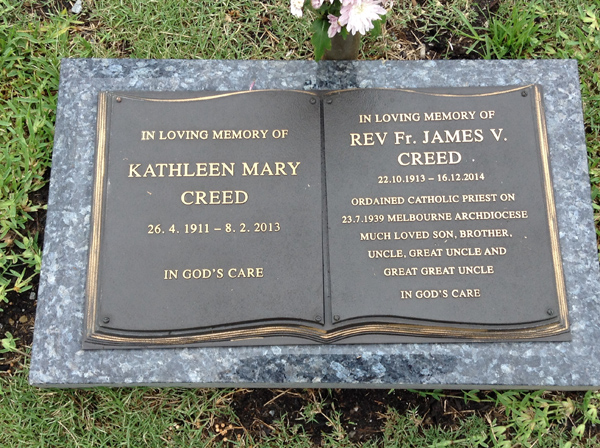 IN LOVING MEMORY OF
KATHLEEN MARY
CREED
26. 4. 1911 – 8. 2. 2013
IN GOD'S CARE
IN LOVING MEMORY OF
REV Fr. JAMES V.
CREED
22.10.1913 – 16.12.2014
ORDAINED CATHOLIC PRIEST ON
23.7.1939 MELBOURNE ARCHDIOCESE
MUCH LOVED SON, BROTHER,
UNCLE, GREAT UNCLE AND
GREAT GREAT UNCLE
IN GOD'S CARE